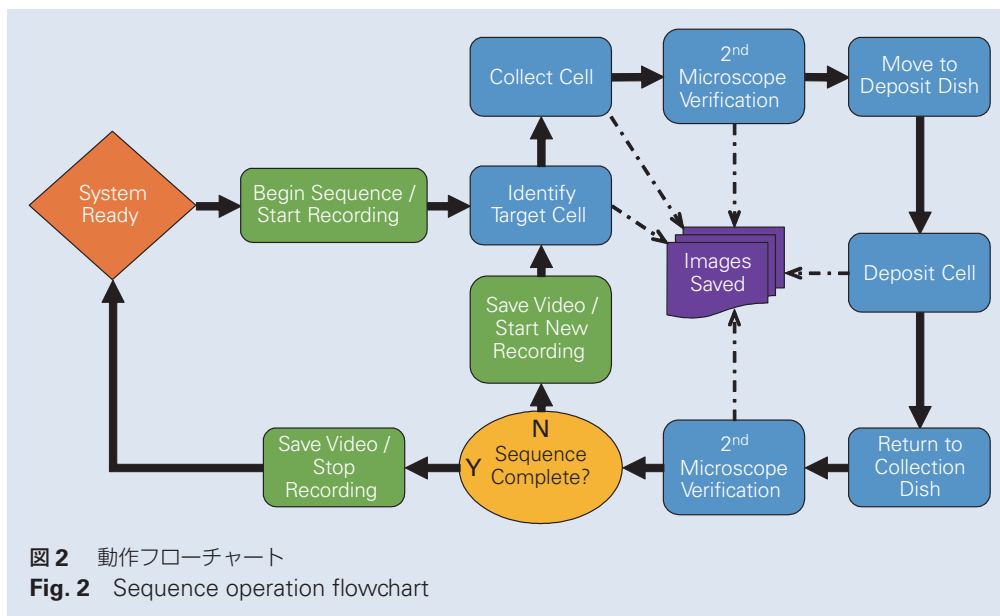 Collect Cell
2nd
Microscope
Verification
Move to
Deposit Dish
System
Ready
Begin Sequence /
Start Recording
Identify
Target Cell
Images
Saved
Deposit Cell
Save Video /
Start New
Recording
N
Y
Sequence
Complete?
Save Video /
Stop
Recording
2nd
Microscope
Verification
Return to
Collection
Dish
図 2 動作フローチャート
Fig. 2 Sequence operation flowchart